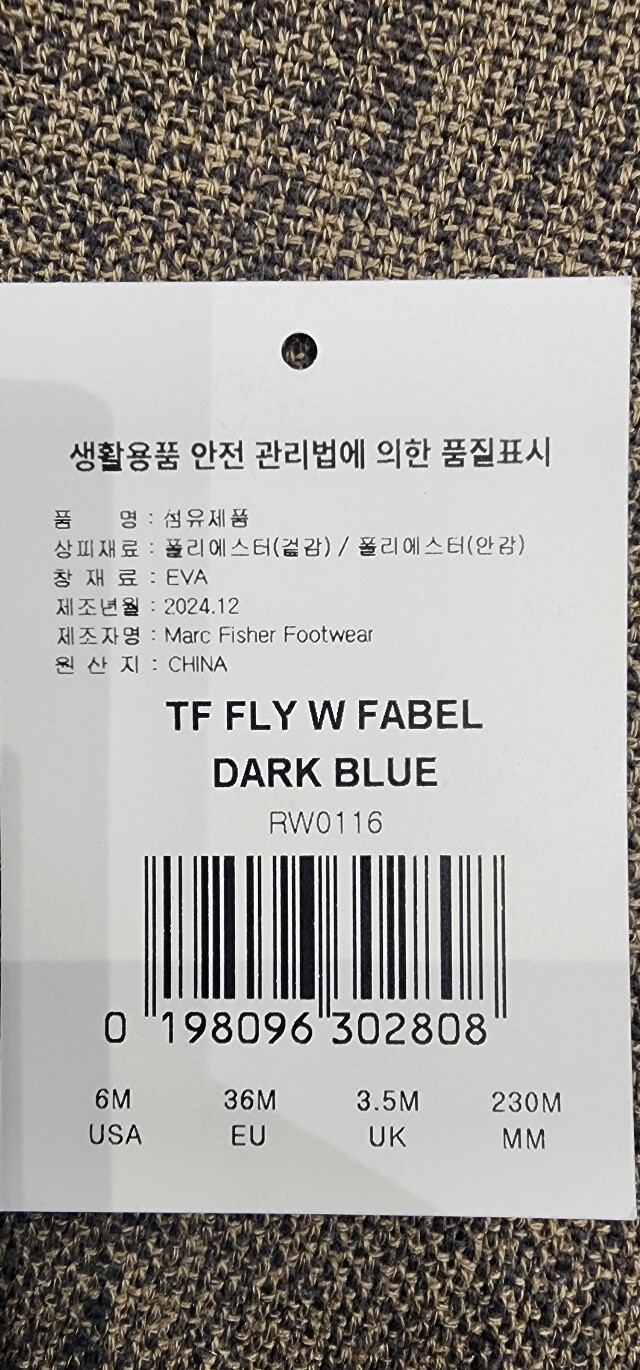 생활용품 안전 관리법에 의한 품질표시
품 명 : 섬유제품
상피재료 : 폴리에스터(겉감) / 폴리에스터(안감)
창 재 료 : EVA
제조년월 : 2024.12
제조자명 : Marc Fisher Footwear
원 산 지 : CHINA
TF FLY W FABEL
DARK BLUE
RW0116
0 198096 302808
6M 36M 3.5M 230M
USA EU UK MM